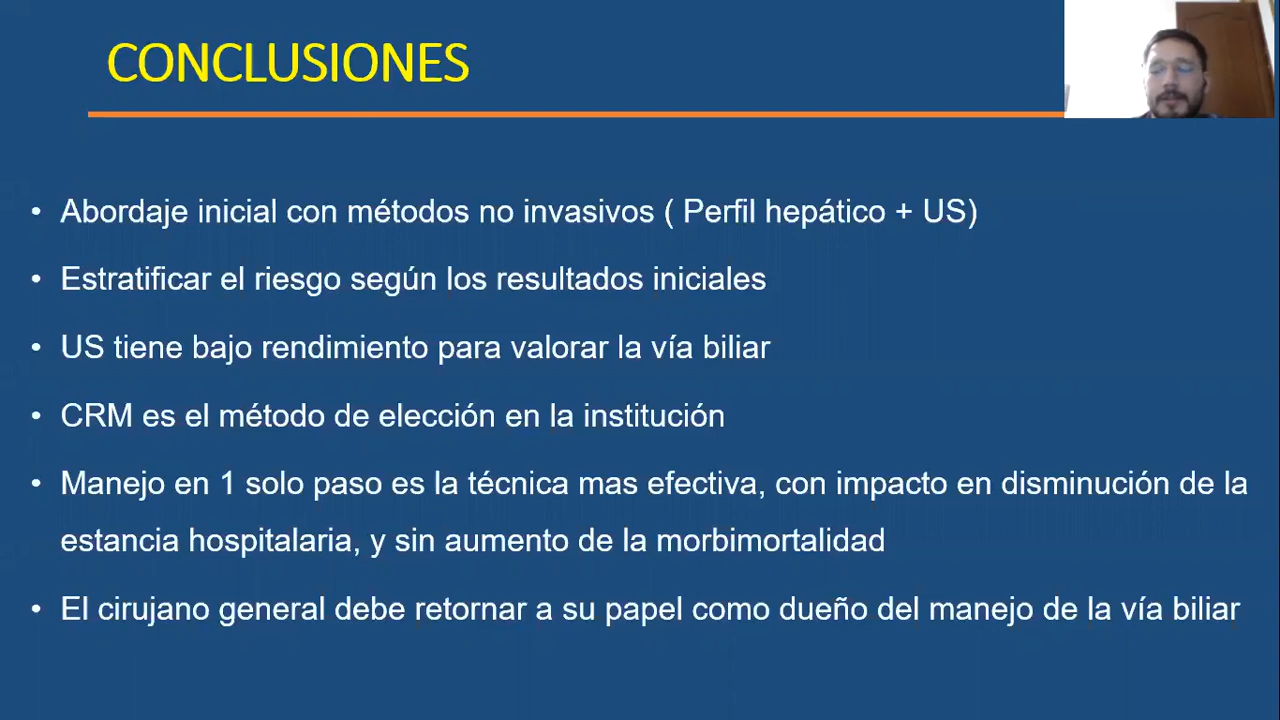 CONCLUSIONES
• Abordaje inicial con métodos no invasivos ( Perfil hepático + US)
• Estratificar el riesgo según los resultados iniciales
• US tiene bajo rendimiento para valorar la vía biliar
• CRM es el método de elección en la institución
• Manejo en 1 solo paso es la técnica mas efectiva, con impacto en disminución de la
estancia hospitalaria, y sin aumento de la morbimortalidad
• El cirujano general debe retornar a su papel como dueño del manejo de la vía biliar